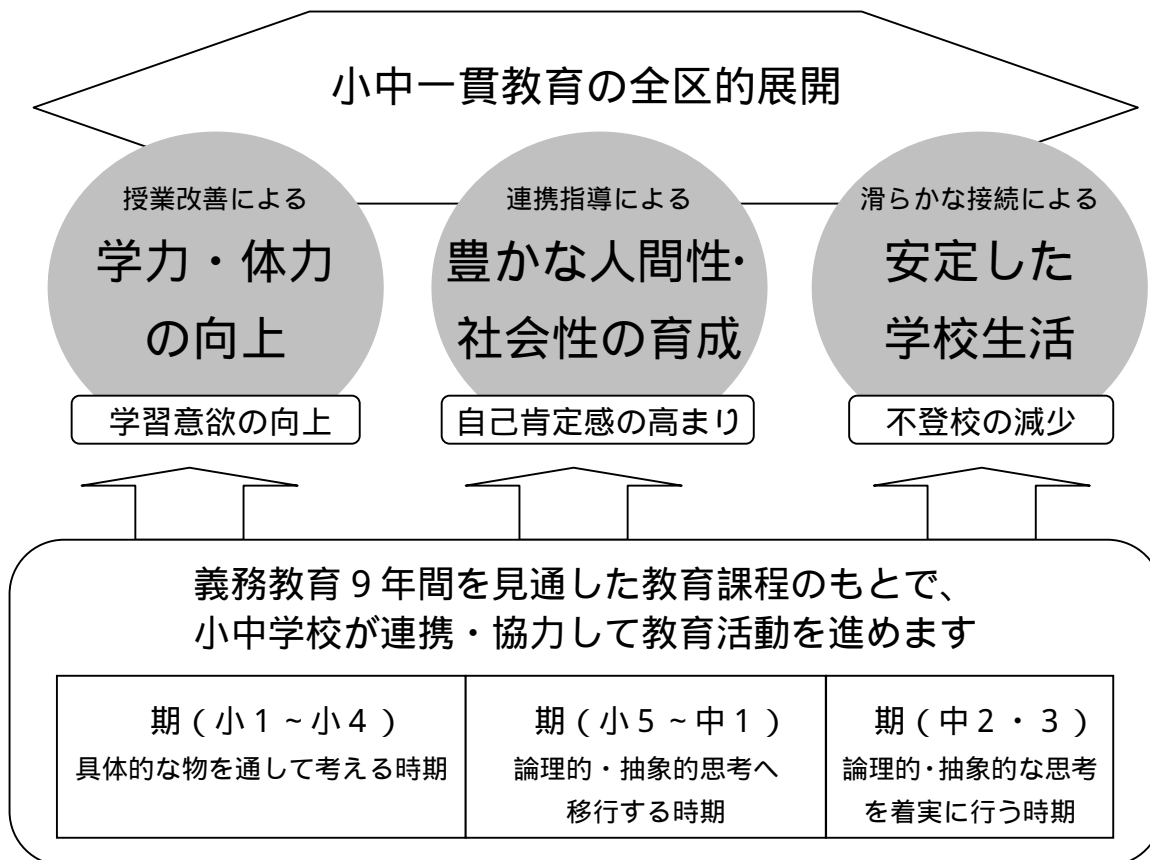 小中一貫教育の全区的展開
授業改善による
学力・体力
の向上
学習意欲の向上
連携指導による
豊かな人間性・
社会性の育成
自己肯定感の高まり
滑らかな接続による
安定した
学校生活
不登校の減少
義務教育９年間を見通した教育課程のもとで、
小中学校が連携・協力して教育活動を進めます
期（小１～小４）
具体的な物を通して考える時期
期（小５～中１）
論理的・抽象的思考へ
移行する時期
期（中２・３）
論理的・抽象的な思考
を着実に行う時期